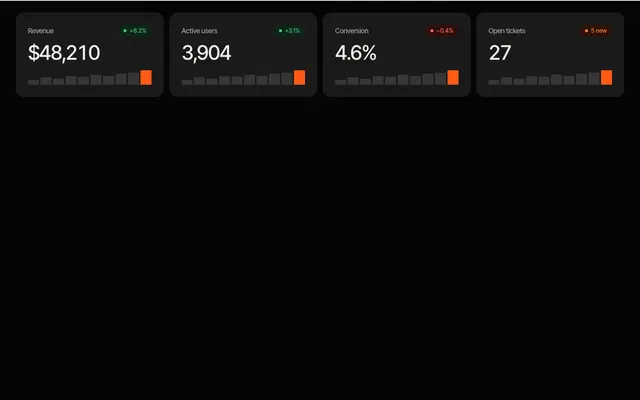 Revenue
+8.2%
$48,210
Active users
+3.1%
3,904
Conversion
-0.4%
4.6%
Open tickets
5 new
27